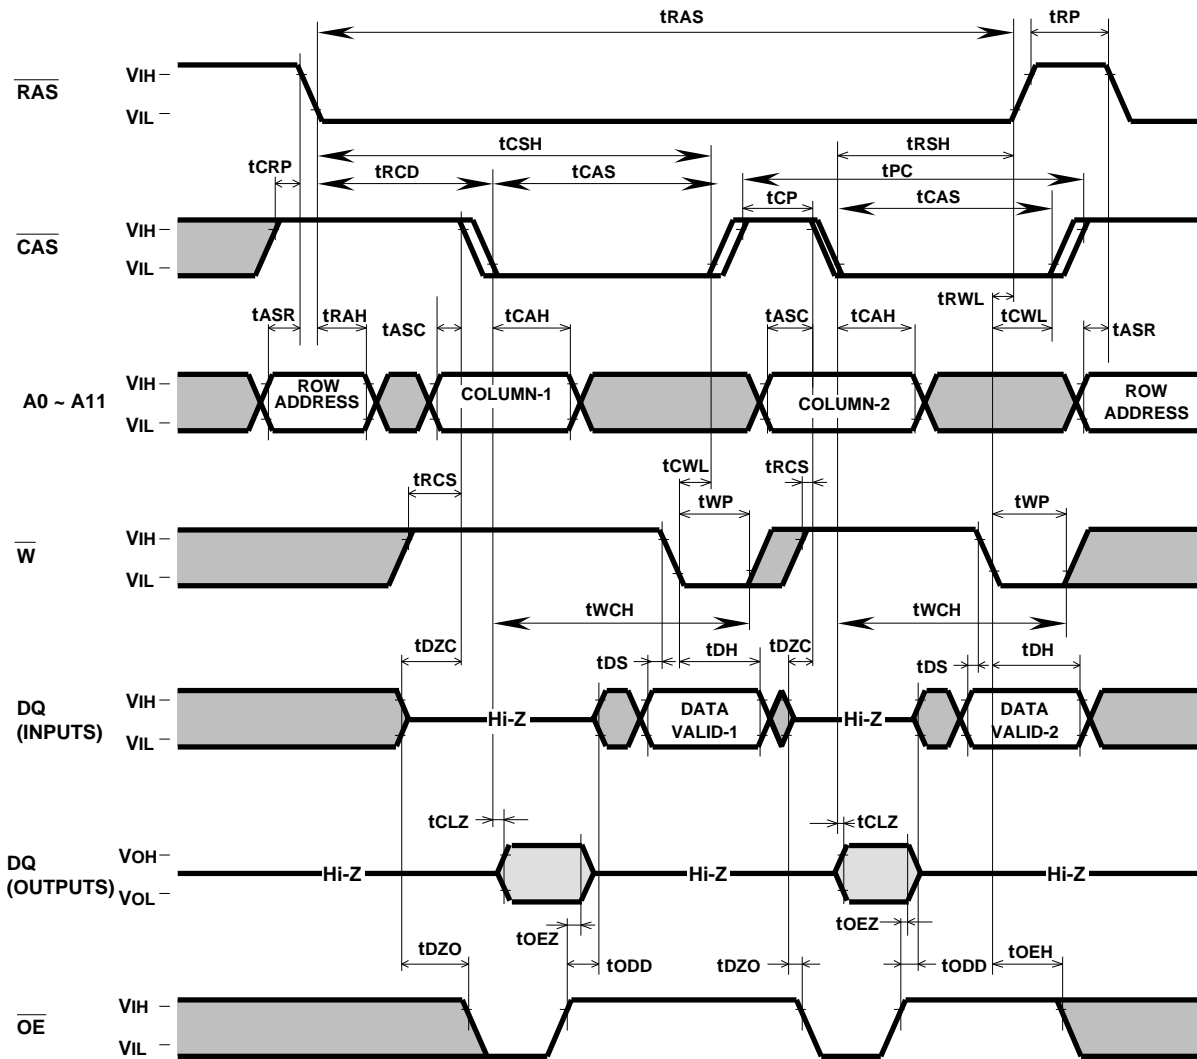 tRAS
tRP
RAS
VIH
VIL
tCSH
tRSH
tCRP
tRCD
tCAS
tPC
tCP
tCAS
CAS
VIH
VIL
tRWL
tASR
tRAH
tASC
tCAH
tASC
tCAH
tCWL
tASR
A0 ~ A11
VIH
VIL
ROW
ADDRESS
COLUMN-1
COLUMN-2
ROW
ADDRESS
tRCS
tCWL
tRCS
tWP
tWP
W
VIH
VIL
tWCH
tWCH
tDZC
tDS
tDH
tDZC
tDS
tDH
DQ
(INPUTS)
VIH
VIL
Hi-Z
DATA
VALID-1
Hi-Z
DATA
VALID-2
tCLZ
tCLZ
DQ
(OUTPUTS)
VOH
VOL
Hi-Z
Hi-Z
Hi-Z
tOEZ
tOEZ
tDZO
tODD
tDZO
tODD
tOEH
OE
VIH
VIL